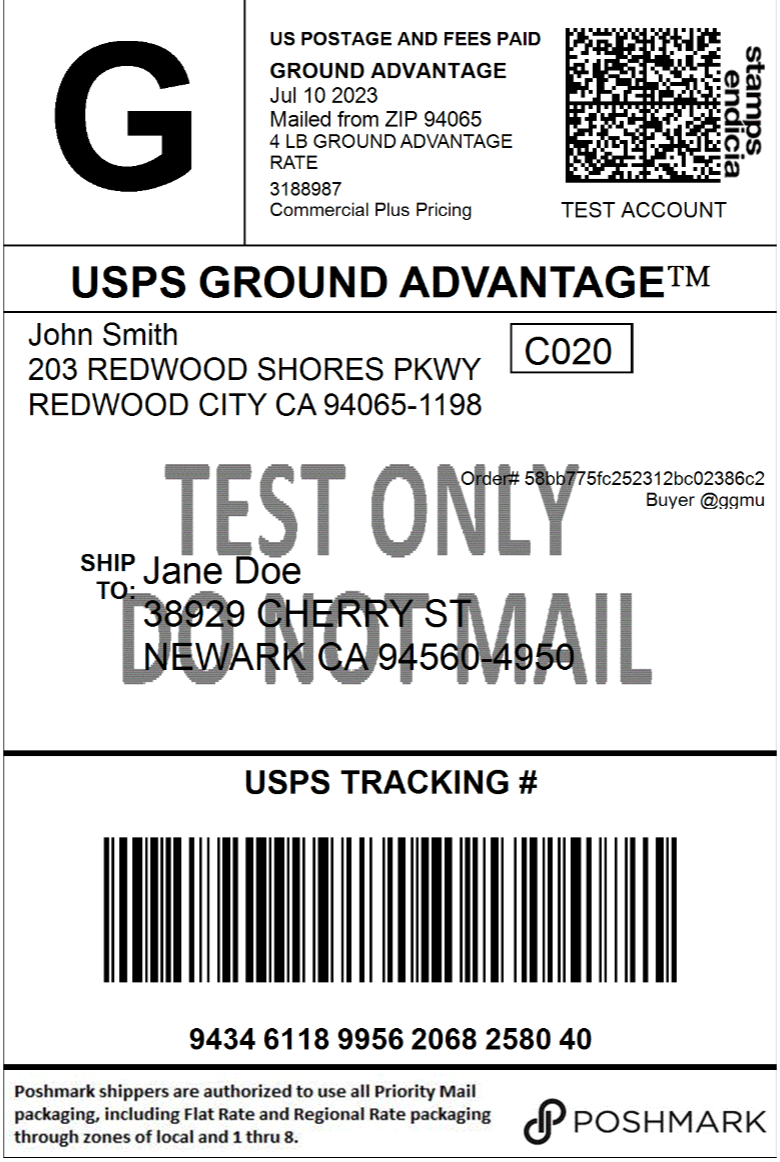 G
US POSTAGE AND FEES PAID
GROUND ADVANTAGE
Jul 10 2023
Mailed from ZIP 94065
4 LB GROUND ADVANTAGE
RATE
3188987
Commercial Plus Pricing
stamps
endicia
TEST ACCOUNT
USPS GROUND ADVANTAGE™
John Smith
203 REDWOOD SHORES PKWY
REDWOOD CITY CA 94065-1198
C020
Order# 58bb775fc252312bc02386c2
Buyer @ggmu
TEST ONLY
DO NOT MAIL
SHIP
TO:
Jane Doe
38929 CHERRY ST
NEWARK CA 94560-4950
USPS TRACKING #
9434 6118 9956 2068 2580 40
Poshmark shippers are authorized to use all Priority Mail
packaging, including Flat Rate and Regional Rate packaging
through zones of local and 1 thru 8.
POSHMARK